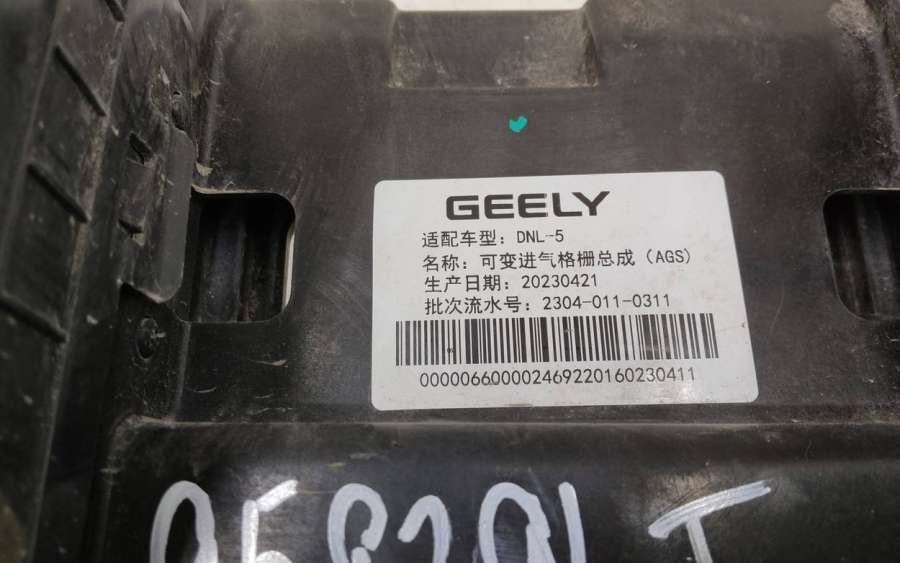 GEELY
适配车型: DNL-5
名称: 可变进气格栅总成 (AGS)
生产日期: 20230421
批次流水号: 2304-011-0311
000006600002469220160230411